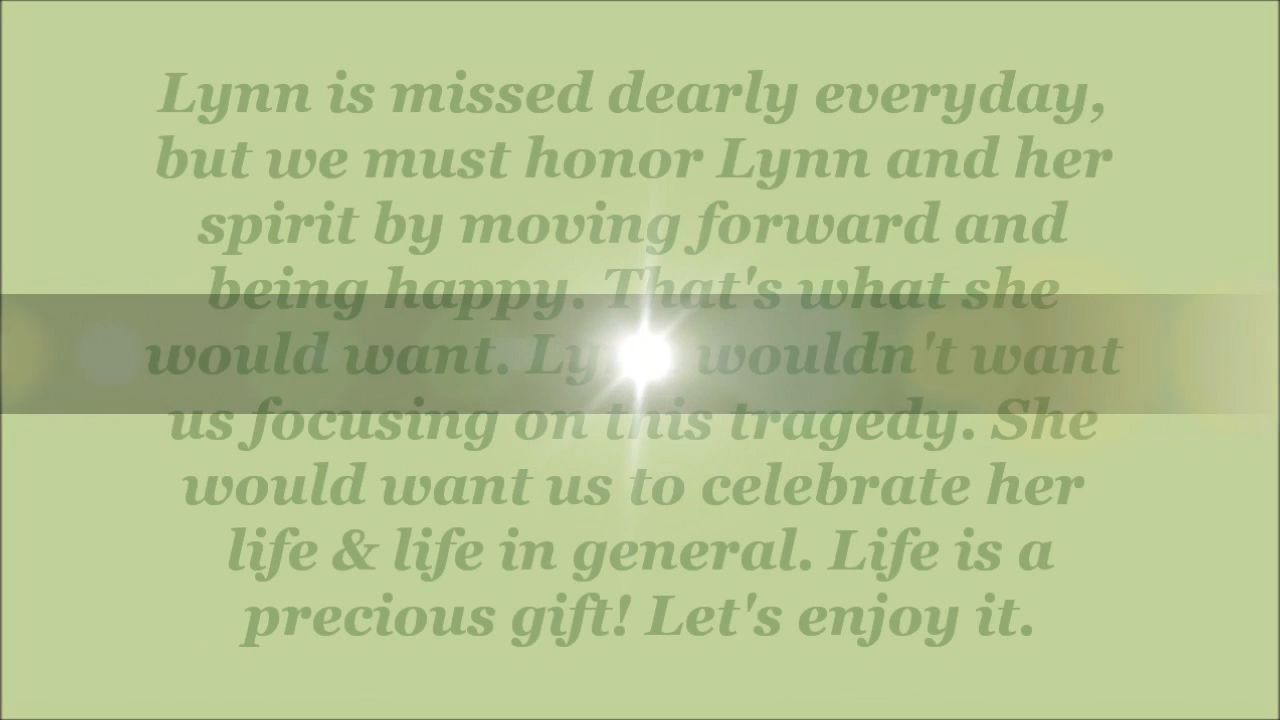 Lynn is missed dearly everyday,
but we must honor Lynn and her
spirit by moving forward and
being happy. That's what she
would want. Lynn wouldn't want
us focusing on this tragedy. She
would want us to celebrate her
life & life in general. Life is a
precious gift! Let's enjoy it.